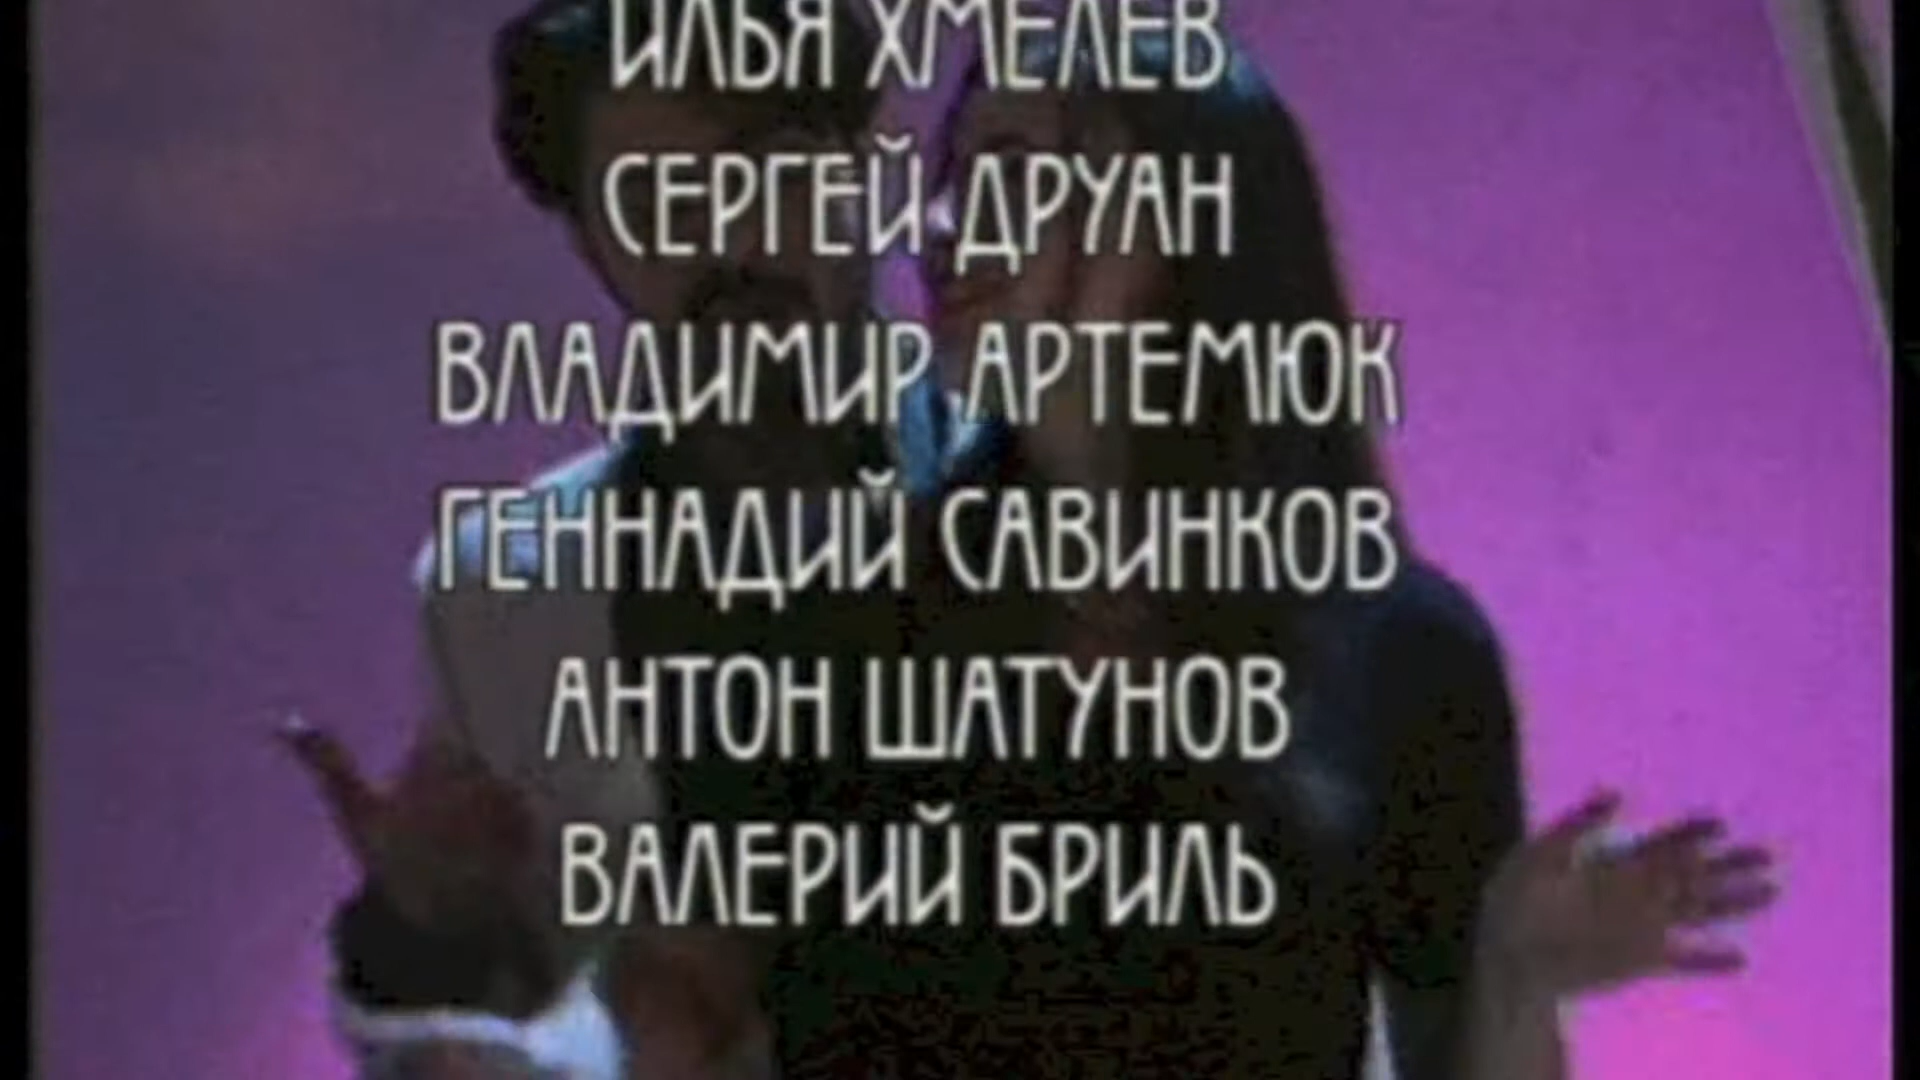 ИЛЬЯ ХМЕЛЕВ
СЕРГЕЙ ДРУАН
ВЛАДИМИР АРТЕМЮК
ГЕННАДИЙ САВИНКОВ
АНТОН ШАТУНОВ
ВАЛЕРИЙ БРИЛЬ